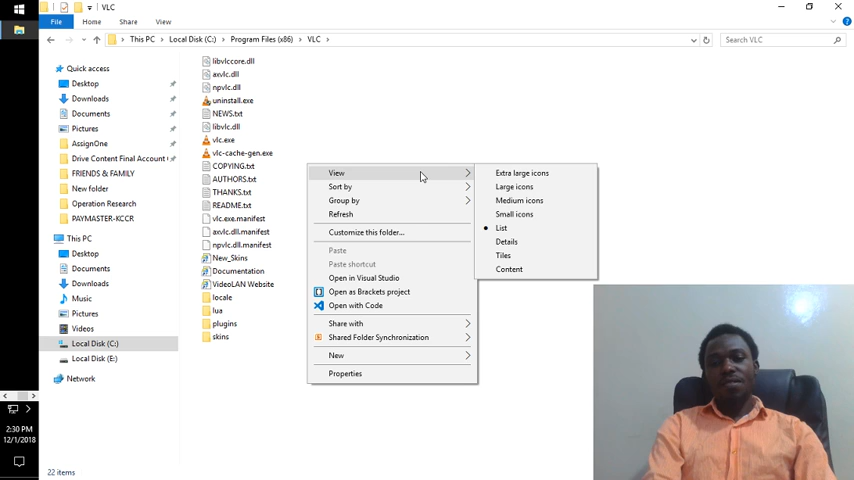 VLC
File Home Share View
This PC > Local Disk (C:) > Program Files (x86) > VLC >
Search VLC
Quick access
Desktop
Downloads
Documents
Pictures
AssignOne
Drive Content Final Account
FRIENDS & FAMILY
New folder
Operation Research
PAYMASTER-KCCR
This PC
Desktop
Documents
Downloads
Music
Pictures
Videos
Local Disk (C:)
Local Disk (E:)
Network
libvlccore.dll
axvlc.dll
npvlc.dll
uninstall.exe
NEWS.txt
libvlc.dll
vlc.exe
vlc-cache-gen.exe
COPYING.txt
AUTHORS.txt
THANKS.txt
README.txt
vlc.exe.manifest
axvlc.dll.manifest
npvlc.dll.manifest
New_Skins
Documentation
VideoLAN Website
locale
lua
plugins
skins
View
Sort by
Group by
Refresh
Customize this folder...
Paste
Paste shortcut
Open in Visual Studio
Open as Brackets project
Open with Code
Share with
Shared Folder Synchronization
New
Properties
Extra large icons
Large icons
Medium icons
Small icons
List
Details
Tiles
Content
2:30 PM
12/1/2018
22 items